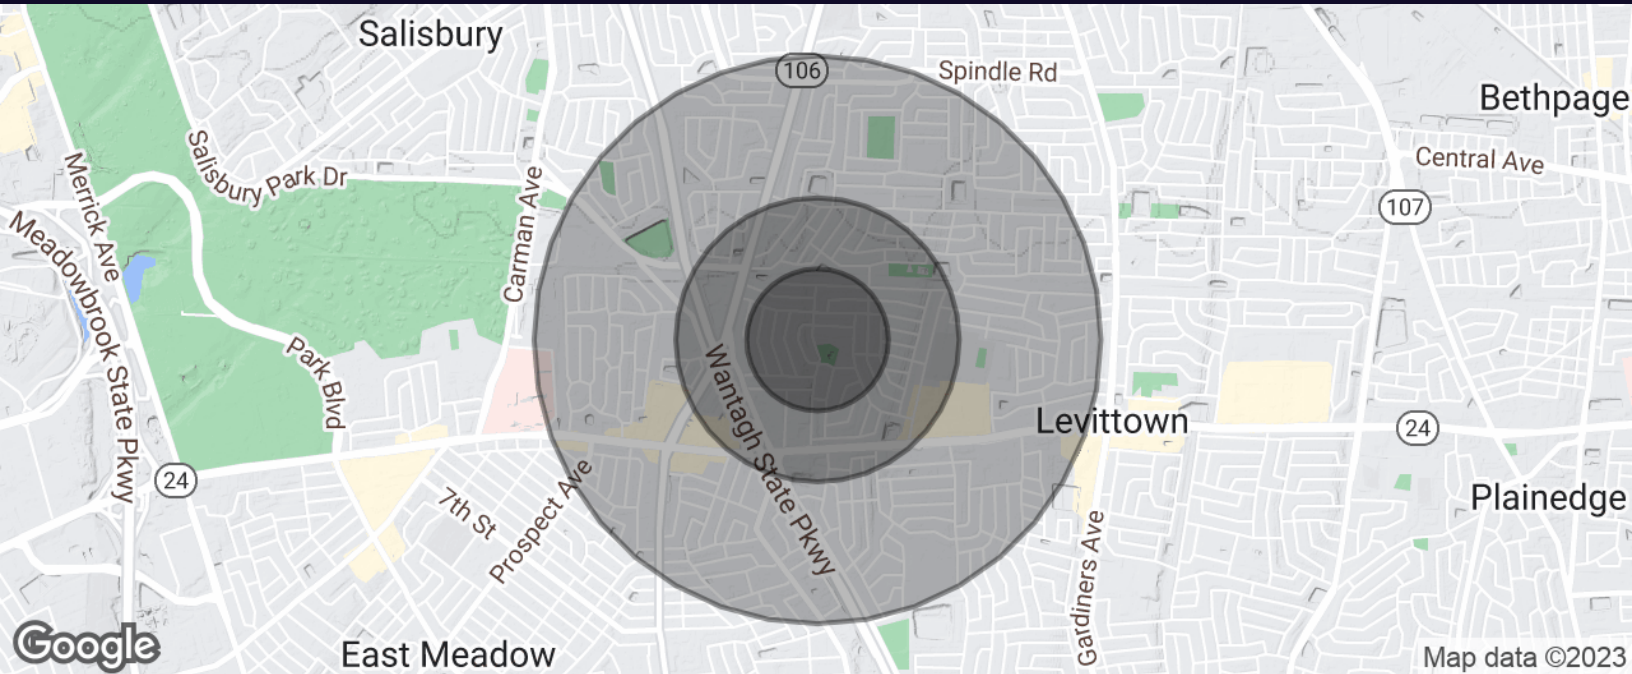 Salisbury
106
Spindle Rd
Bethpage
Central Ave
Salisbury Park Dr
Merrick Ave
Carman Ave
107
Meadowbrook State Pkwy
Park Blvd
Wantagh State Pkwy
Levittown
24
24
7th St
Prospect Ave
Plainedge
Gardiners Ave
East Meadow
Google
Map data ©2023